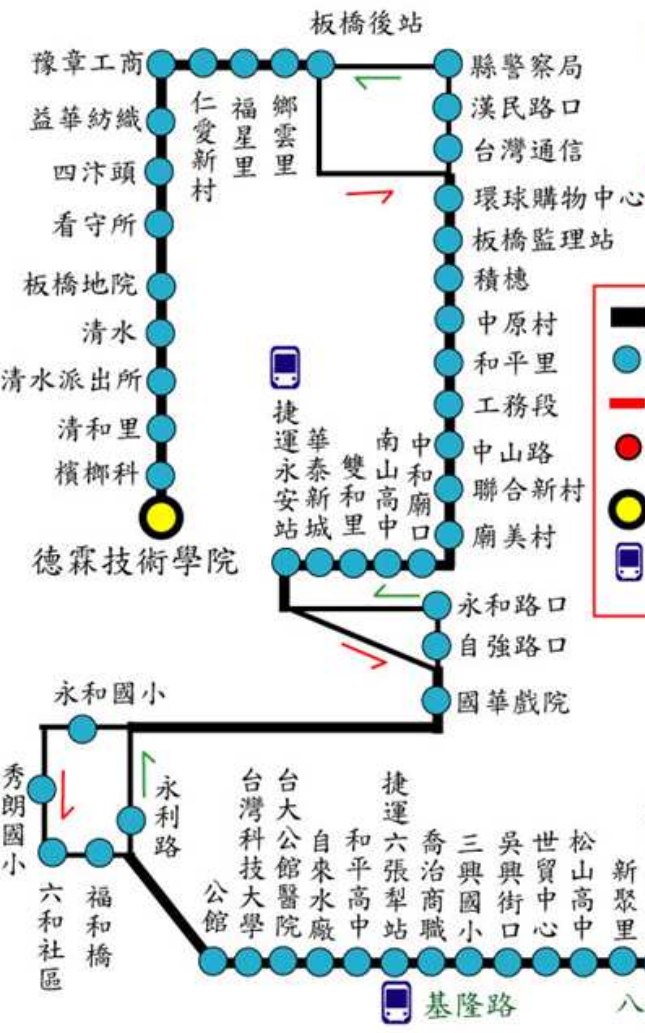 板橋後站
豫章工商
仁愛新村
福星里
鄉雲里
縣警察局
漢民路口
台灣通信
環球購物中心
板橋監理站
積穗
中原村
和平里
工務段
中山路
聯合新村
廟美村
益華紡織
四汴頭
看守所
板橋地院
清水
清水派出所
清和里
檳榔科
德霖技術學院
捷運永安站
華泰新城
雙和里
南山高中
中和廟口
永和路口
自強路口
國華戲院
永和國小
秀朗國小
六和社區
福和橋
永利路
公館
台灣科技大學
台大公館醫院
自來水廠
和平高中
捷運六張犁站
喬治商職
三興國小
吳興街口
世貿中心
松山高中
新聚里
基隆路
八